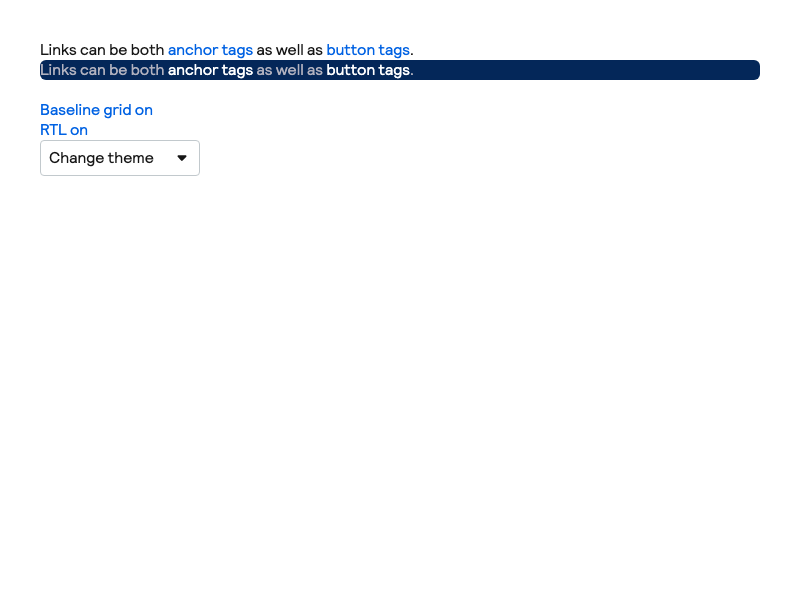 Links can be both anchor tags as well as button tags.
Links can be both anchor tags as well as button tags.
Baseline grid on
RTL on
Change theme